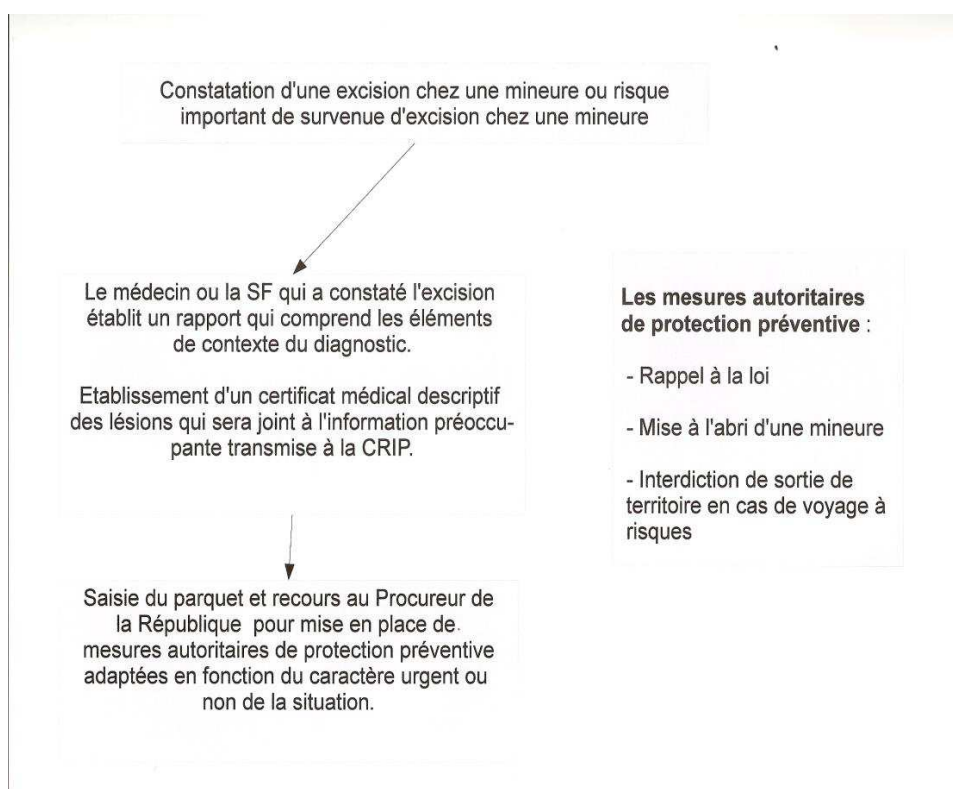 Constatation d'une excision chez une mineure ou risque
important de survenue d'excision chez une mineure
Le médecin ou la SF qui a constaté l'excision
établit un rapport qui comprend les éléments
de contexte du diagnostic.
Etablissement d'un certificat médical descriptif
des lésions qui sera joint à l'information préoccu-
pante transmise à la CRIP.
Saisie du parquet et recours au Procureur de
la République pour mise en place de
mesures autoritaires de protection préventive
adaptées en fonction du caractère urgent ou
non de la situation.
Les mesures autoritaires
de protection préventive :
- Rappel à la loi
- Mise à l'abri d'une mineure
- Interdiction de sortie de
territoire en cas de voyage à
risques